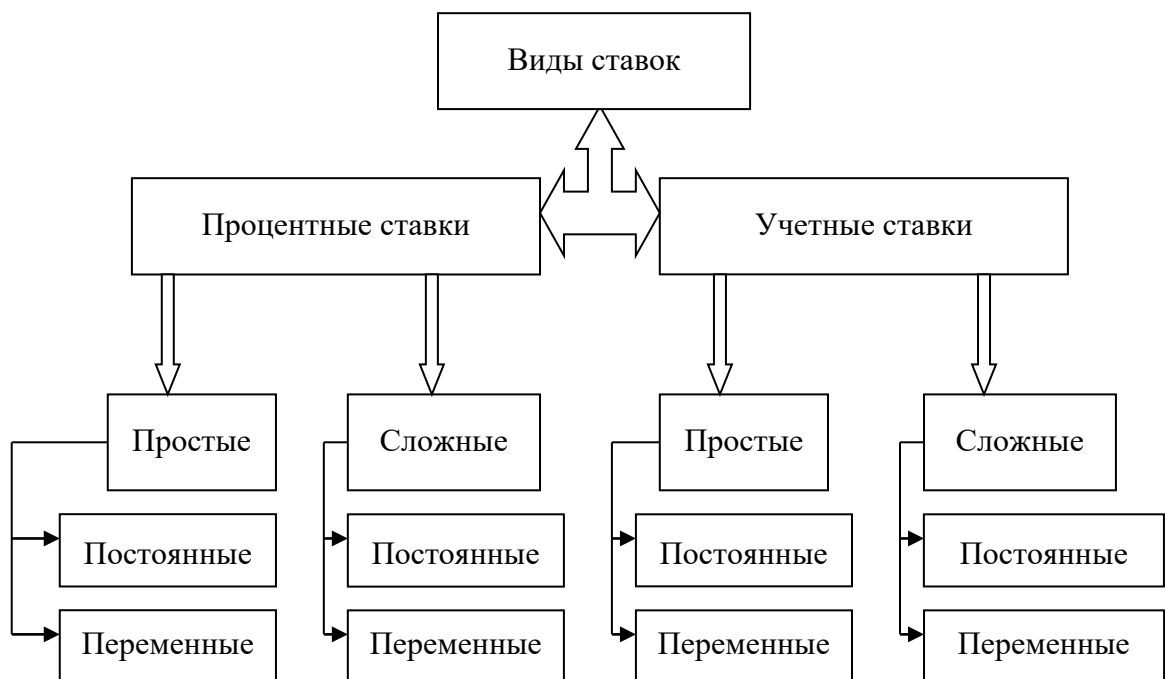 Виды ставок
Процентные ставки
Учетные ставки
Простые
Сложные
Простые
Сложные
Постоянные
Постоянные
Постоянные
Постоянные
Переменные
Переменные
Переменные
Переменные